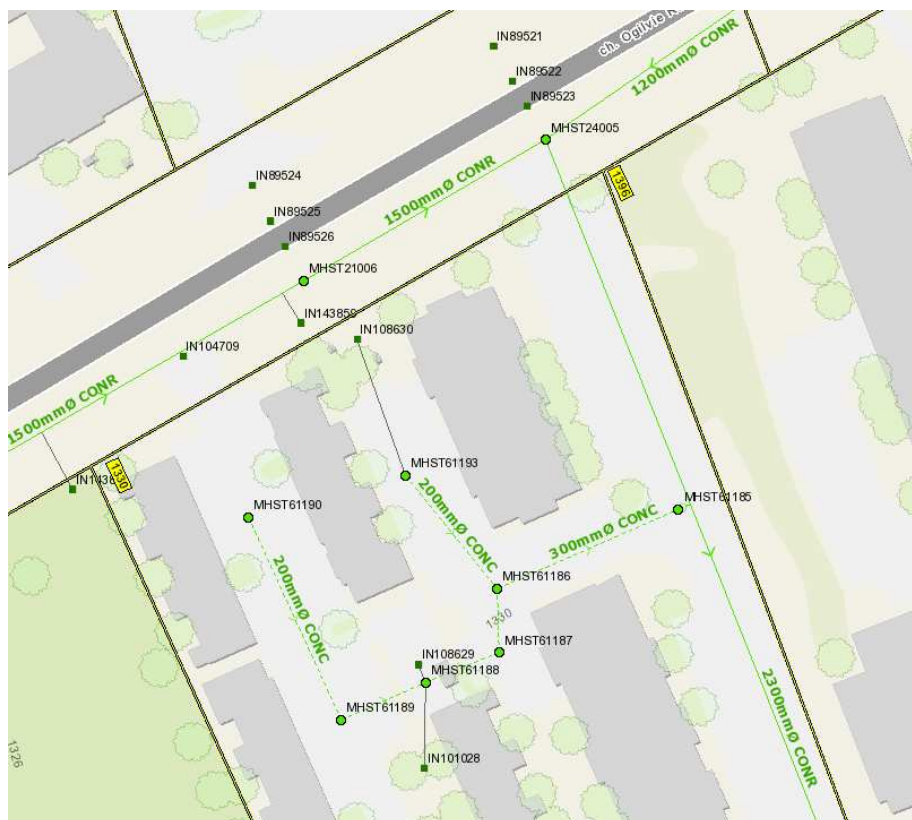 IN89521
ch. Ogilvie
IN89522
1200mmØ CONR
IN89523
MHST24005
IN89524
1396
1500mmØ CONR
IN89525
IN89526
MHST21006
IN143859
IN108630
IN104709
1500mmØ CONR
MHST61193
1330
MHST61190
MHST61185
200mmØ CONC
300mmØ CONC
200mmØ CONC
MHST61186
1330
MHST61187
IN108629
MHST61188
2300mmØ CONR
MHST61189
1326
IN101028